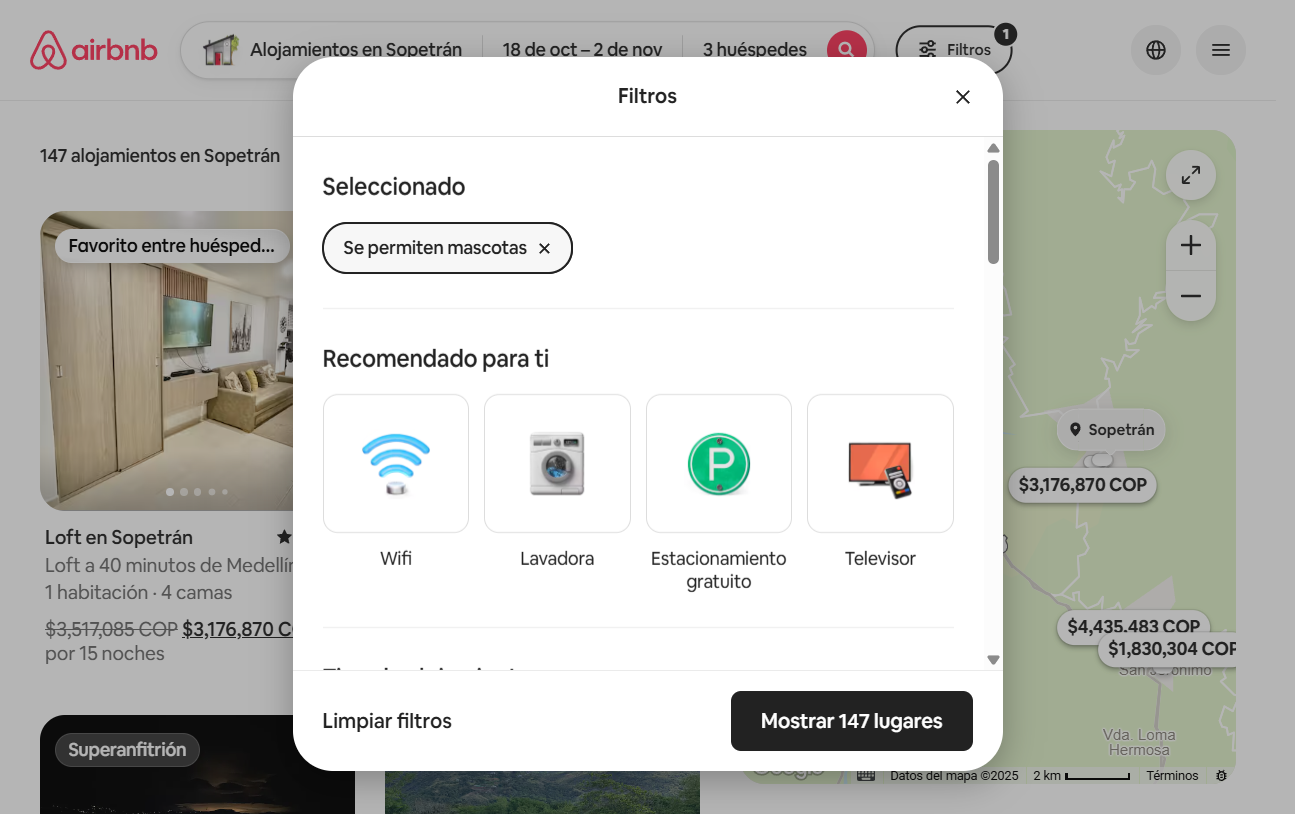 airbnb
Alojamientos en Sopetrán
18 de oct – 2 de nov
3 huéspedes
Filtros
1
147 alojamientos en Sopetrán
Filtros
Seleccionado
Se permiten mascotas
Recomendado para ti
Wifi
Lavadora
Estacionamiento
gratuito
Televisor
Limpiar filtros
Mostrar 147 lugares
Favorito entre huésped...
Loft en Sopetrán
Loft a 40 minutos de Medellín
1 habitación · 4 camas
$3,517,085 COP $3,176,870
por 15 noches
Superanfitrión
Sopetrán
$3,176,870 COP
$4,435,483 COP
$1,830,304 COP
San Jerónimo
Vda. Loma
Hermosa
Google
Datos del mapa ©2025
2 km
Términos